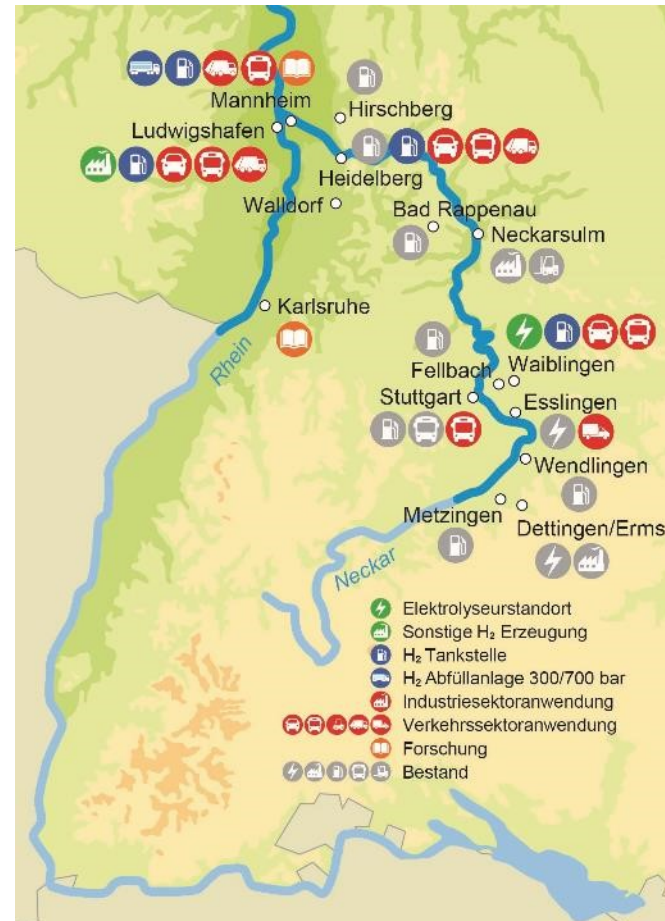 Mannheim
Hirschberg
Ludwigshafen
Heidelberg
Walldorf
Bad Rappenau
Neckarsulm
Karlsruhe
Rhein
Fellbach
Waiblingen
Stuttgart
Esslingen
Wendlingen
Metzingen
Dettingen/Erms
Neckar
Elektrolyseurstandort
Sonstige H₂ Erzeugung
H₂ Tankstelle
H₂ Abfüllanlage 300/700 bar
Industriesektoranwendung
Verkehrssektoranwendung
Forschung
Bestand